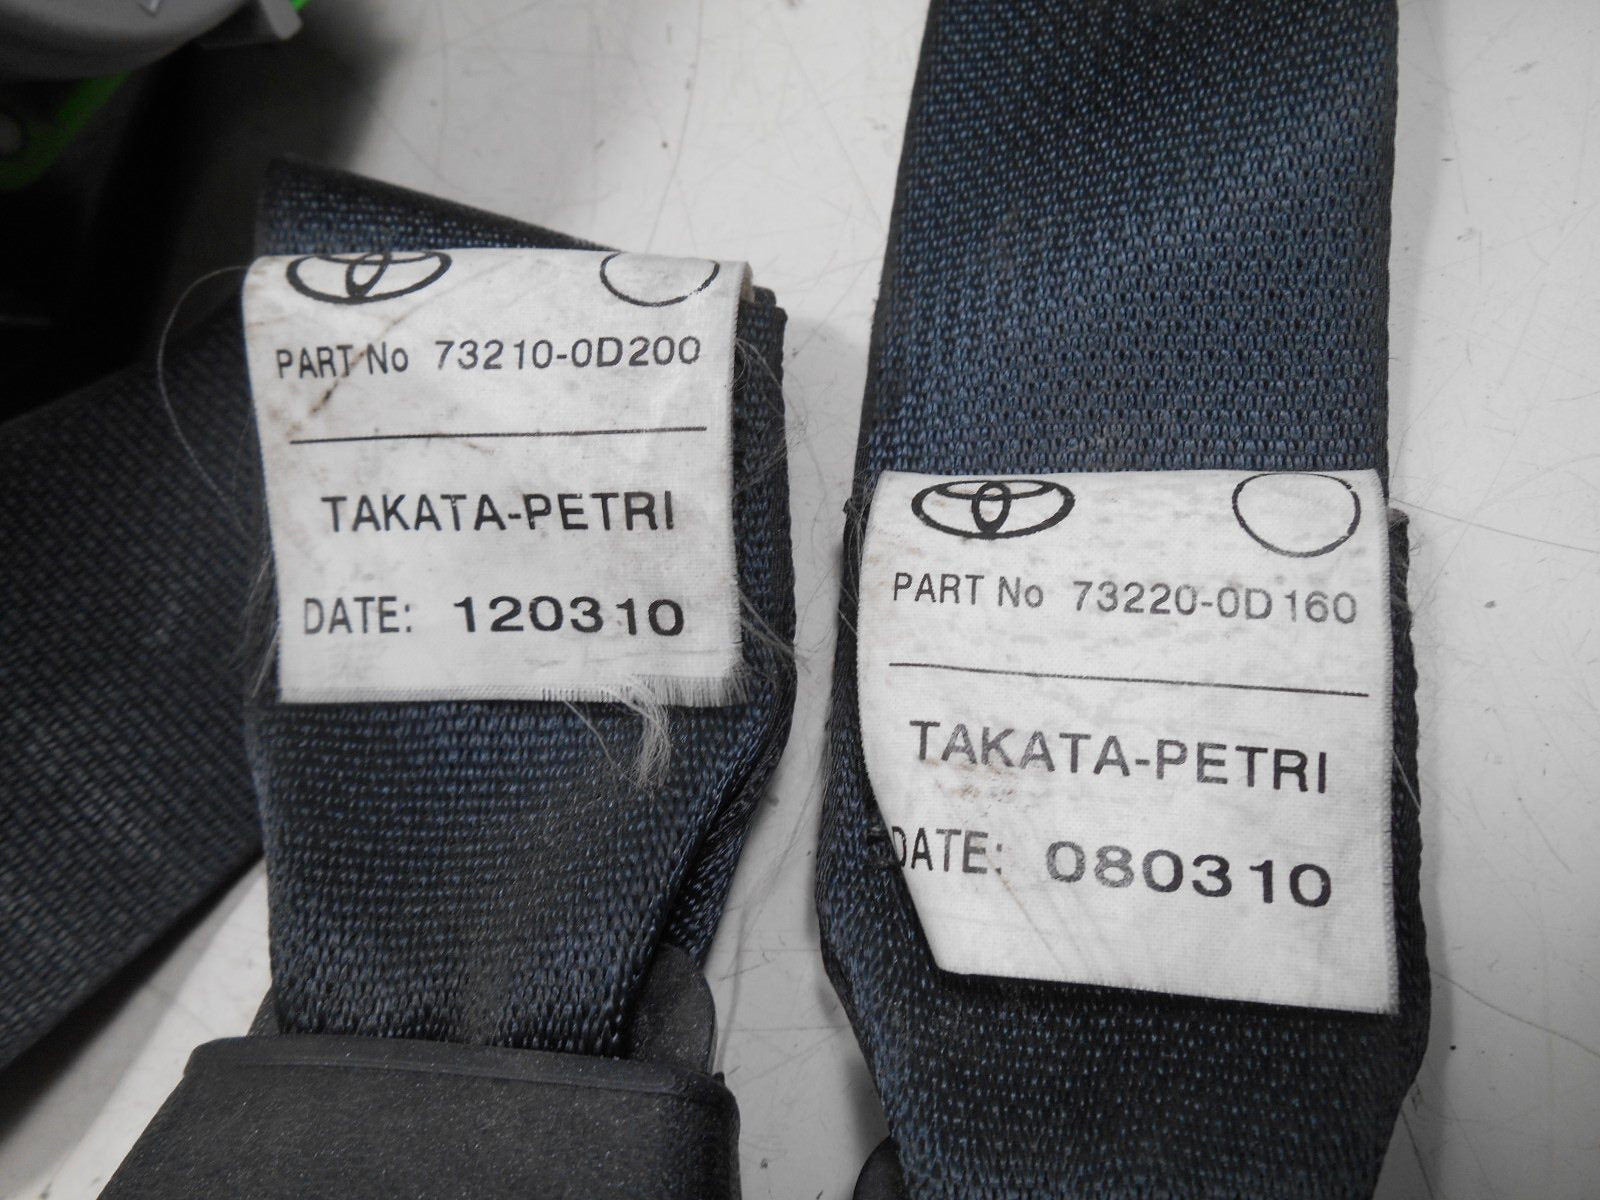 PART No 73210-0D200
TAKATA-PETRI
DATE: 120310
PART No 73220-0D160
TAKATA-PETRI
DATE: 080310